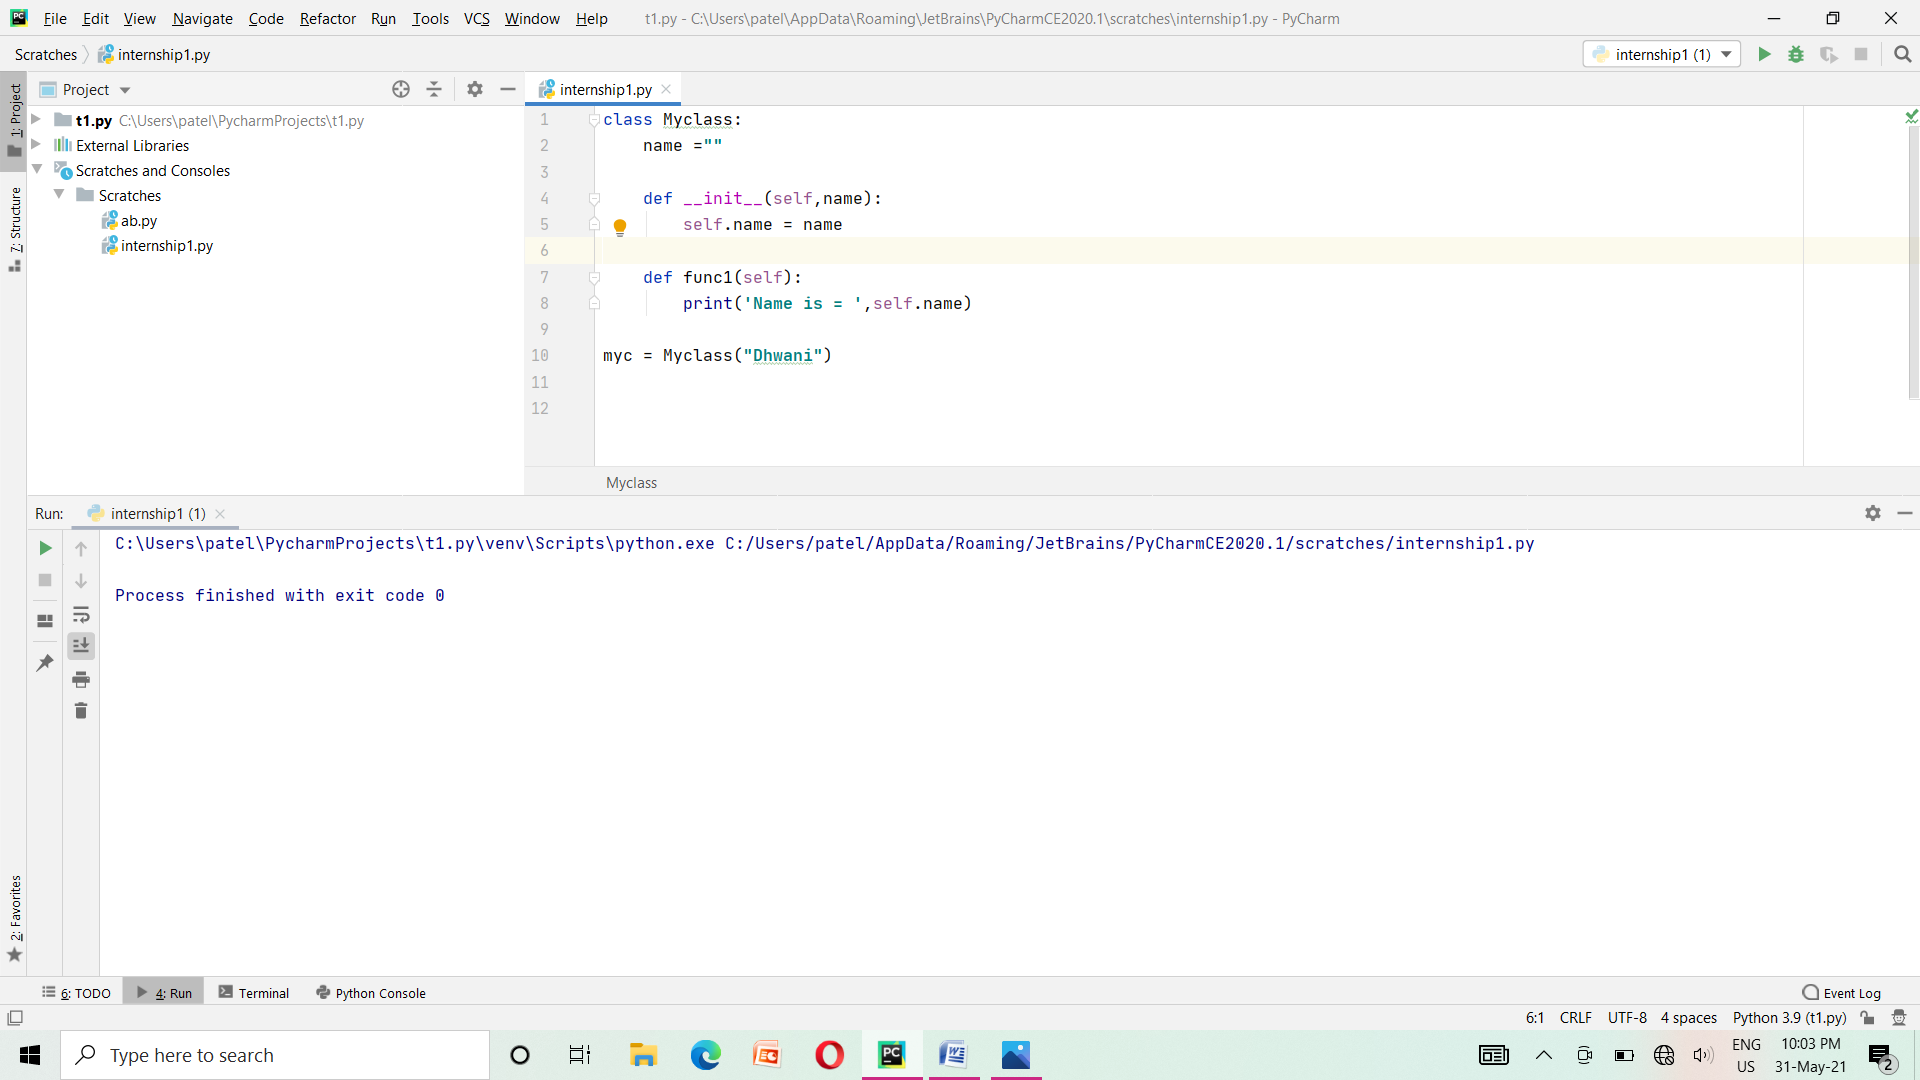 File Edit View Navigate Code Refactor Run Tools VCS Window Help t1.py - C:\Users\patel\AppData\Roaming\JetBrains\PyCharmCE2020.1\scratches\internship1.py - PyCharm
Scratches internship1.py internship1 (1)
Project internship1.py
t1.py C:\Users\patel\PycharmProjects\t1.py
External Libraries
Scratches and Consoles
Scratches
ab.py
internship1.py
1: Project
7: Structure
1 class Myclass:
2 name =""
3
4 def __init__(self,name):
5 self.name = name
6
7 def func1(self):
8 print('Name is = ',self.name)
9
10 myc = Myclass("Dhwani")
11
12
Myclass
Run: internship1 (1)
C:\Users\patel\PycharmProjects\t1.py\venv\Scripts\python.exe C:/Users/patel/AppData/Roaming/JetBrains/PyCharmCE2020.1/scratches/internship1.py
Process finished with exit code 0
2: Favorites
6: TODO 4: Run Terminal Python Console Event Log
6:1 CRLF UTF-8 4 spaces Python 3.9 (t1.py)
Type here to search
ENG 10:03 PM
US 31-May-21 2